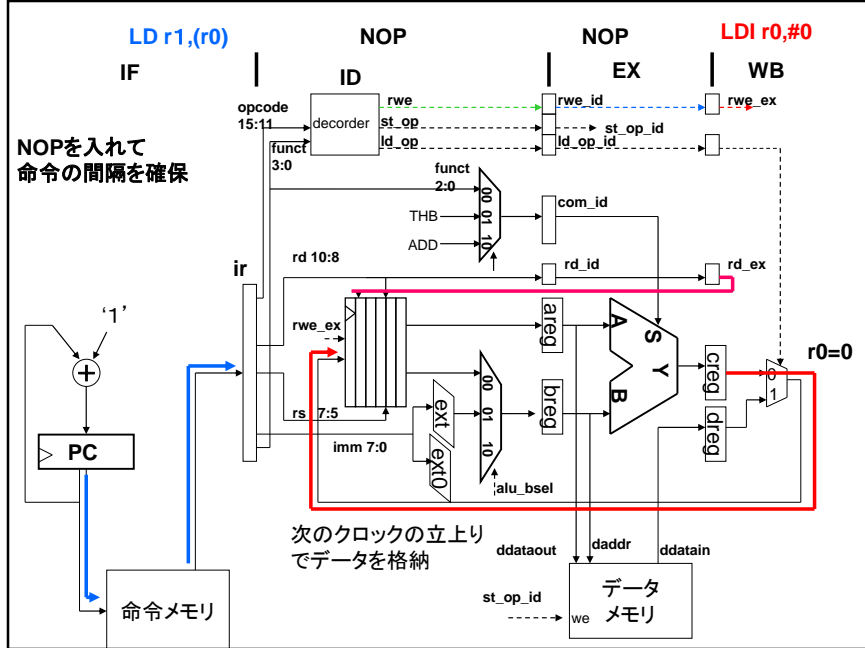 LD r1,(r0)
NOP
NOP
LDI r0,#0
IF
ID
EX
WB
opcode
15:11
decorder
rwe
rwe_id
rwe_ex
st_op
st_op_id
ld_op
ld_op_id
funct
3:0
NOPを入れて
命令の間隔を確保
funct
2:0
00
01
10
THB
ADD
com_id
ir
rd 10:8
rd_id
rd_ex
‘1’
+
rwe_ex
areg
A
S
Y
B
creg
r0=0
0
1
breg
dreg
00
01
10
ext
ext0
rs 7:5
imm 7:0
PC
alu_bsel
次のクロックの立上り
でデータを格納
ddataout
daddr
ddatain
命令メモリ
st_op_id
we
データ
メモリ